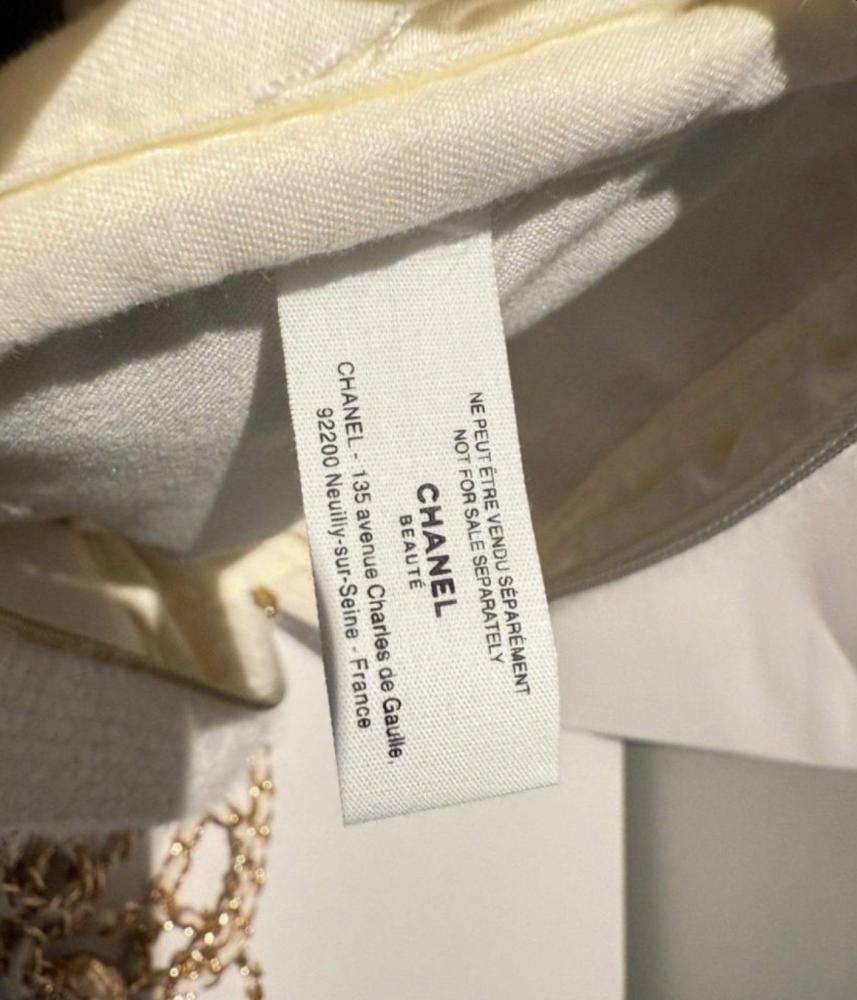 NE PEUT ÊTRE VENDU SÉPARÉMENT
NOT FOR SALE SEPARATELY
CHANEL
BEAUTÉ
CHANEL - 135 avenue Charles de Gaulle,
92200 Neuilly-sur-Seine - France